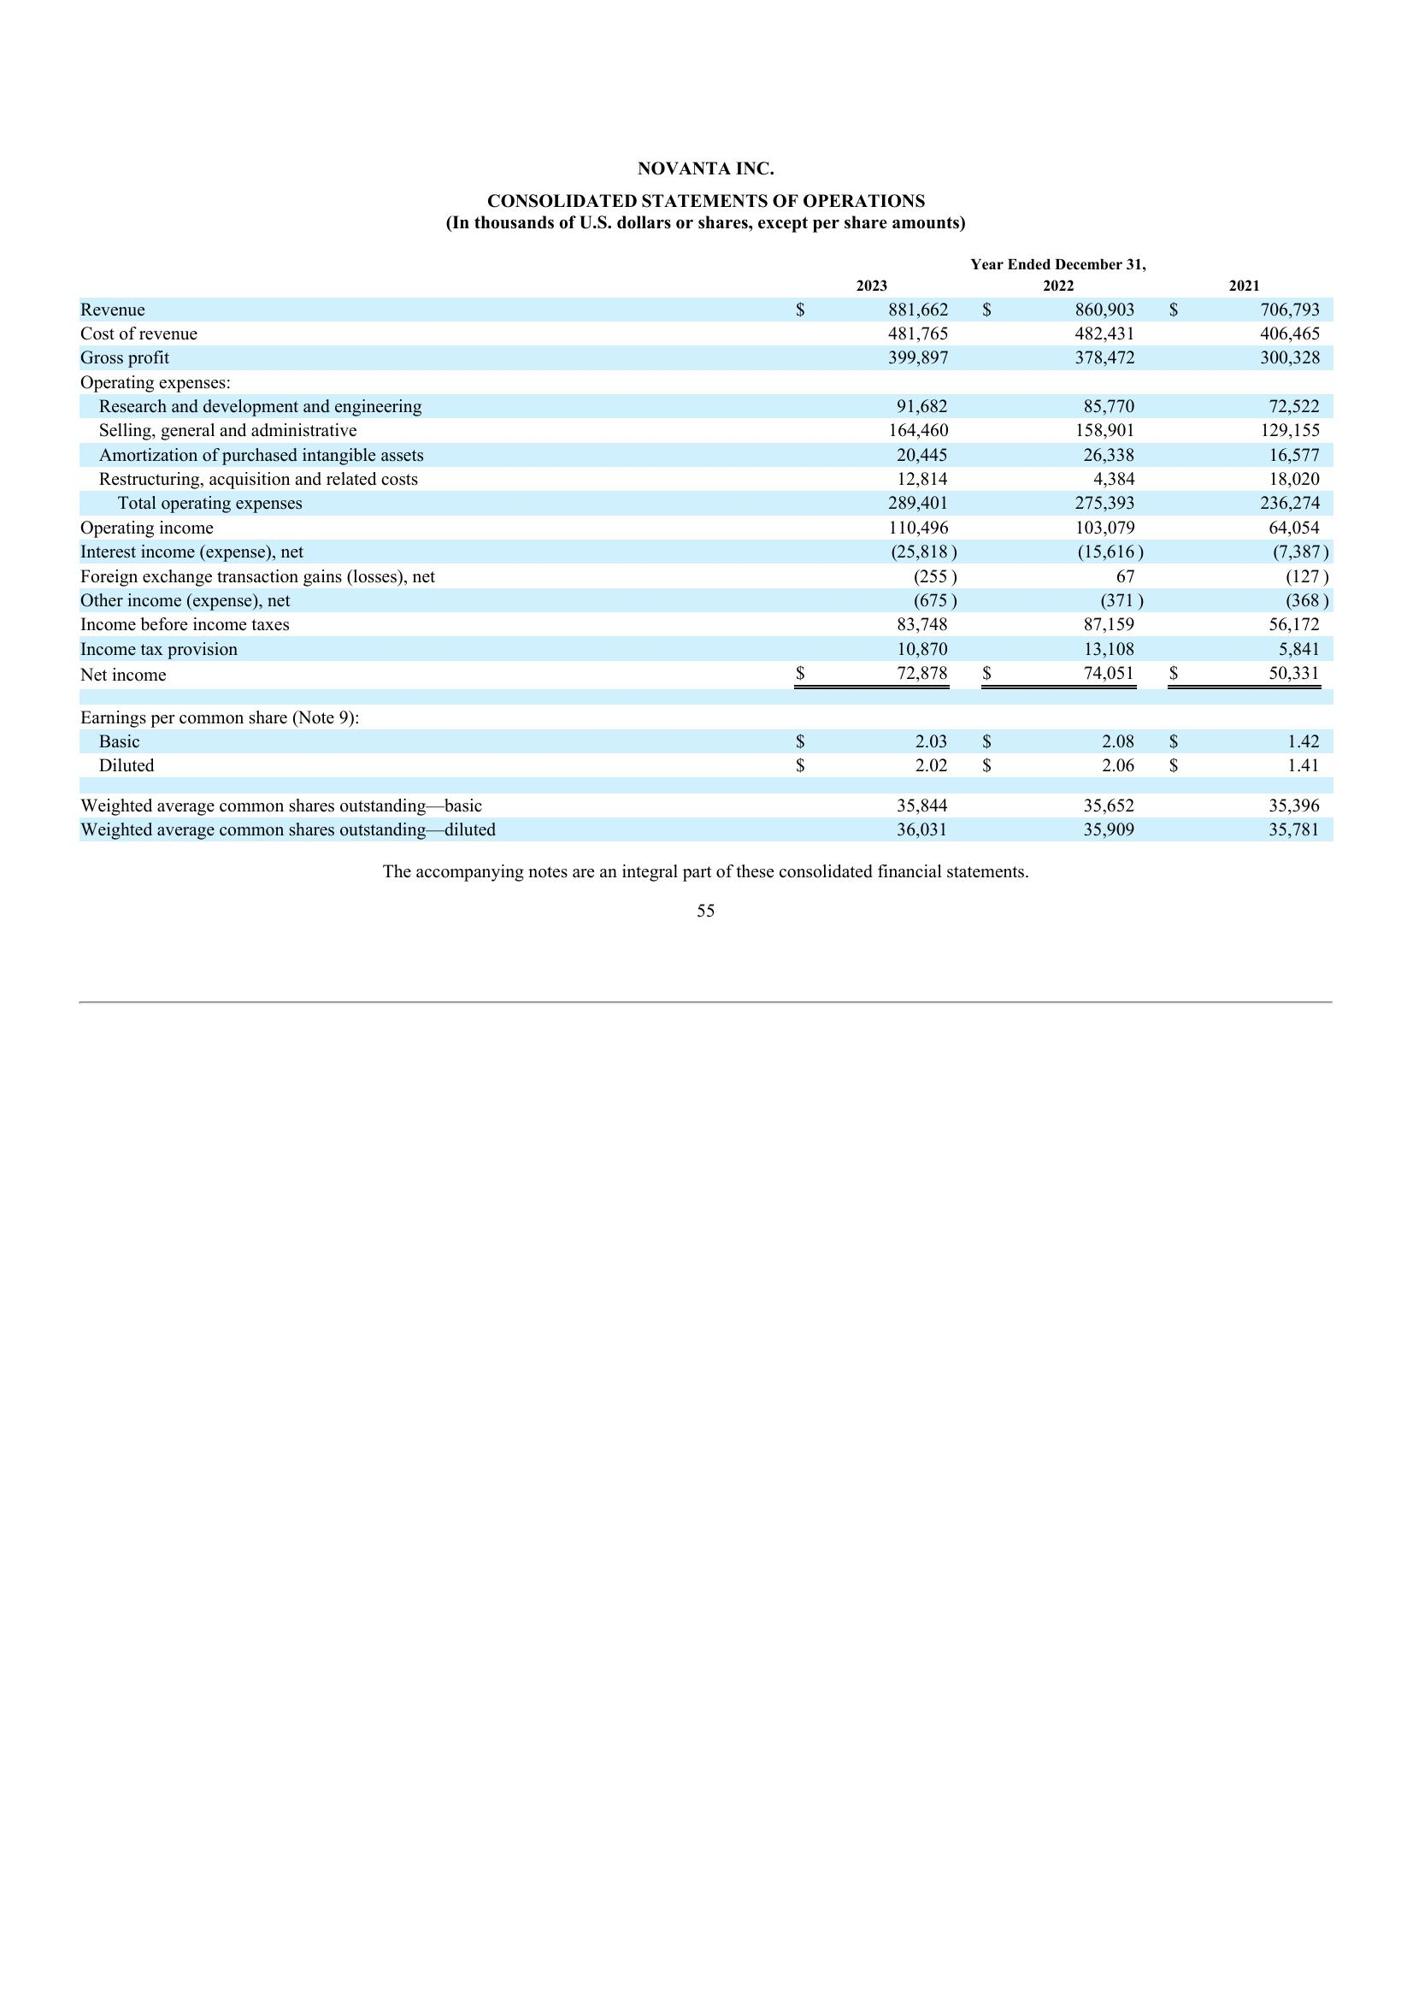 NOVANTA INC.
CONSOLIDATED STATEMENTS OF OPERATIONS
(In thousands of U.S. dollars or shares, except per share amounts)
Year Ended December 31,
2023 2022 2021
Revenue $ 881,662 $ 860,903 $ 706,793
Cost of revenue 481,765 482,431 406,465
Gross profit 399,897 378,472 300,328
Operating expenses:
Research and development and engineering 91,682 85,770 72,522
Selling, general and administrative 164,460 158,901 129,155
Amortization of purchased intangible assets 20,445 26,338 16,577
Restructuring, acquisition and related costs 12,814 4,384 18,020
Total operating expenses 289,401 275,393 236,274
Operating income 110,496 103,079 64,054
Interest income (expense), net (25,818 ) (15,616 ) (7,387 )
Foreign exchange transaction gains (losses), net (255 ) 67 (127 )
Other income (expense), net (675 ) (371 ) (368 )
Income before income taxes 83,748 87,159 56,172
Income tax provision 10,870 13,108 5,841
Net income $ 72,878 $ 74,051 $ 50,331
Earnings per common share (Note 9):
Basic $ 2.03 $ 2.08 $ 1.42
Diluted $ 2.02 $ 2.06 $ 1.41
Weighted average common shares outstanding—basic 35,844 35,652 35,396
Weighted average common shares outstanding—diluted 36,031 35,909 35,781
The accompanying notes are an integral part of these consolidated financial statements.
55